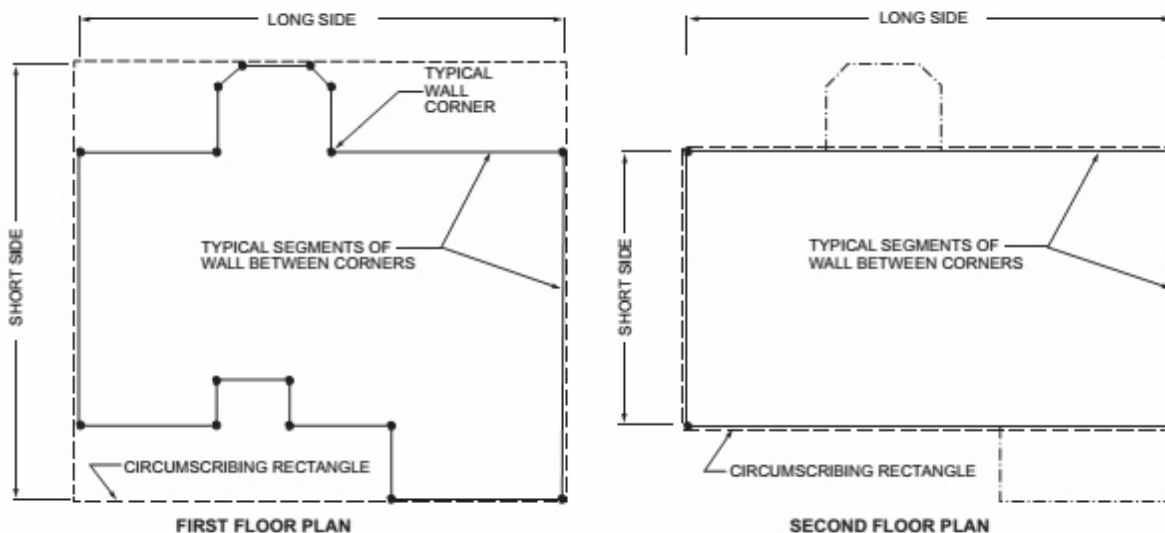 LONG SIDE
TYPICAL
WALL
CORNER
SHORT SIDE
TYPICAL SEGMENTS OF
WALL BETWEEN CORNERS
CIRCUMSCRIBING RECTANGLE
FIRST FLOOR PLAN
LONG SIDE
SHORT SIDE
TYPICAL SEGMENTS OF
WALL BETWEEN CORNERS
CIRCUMSCRIBING RECTANGLE
SECOND FLOOR PLAN